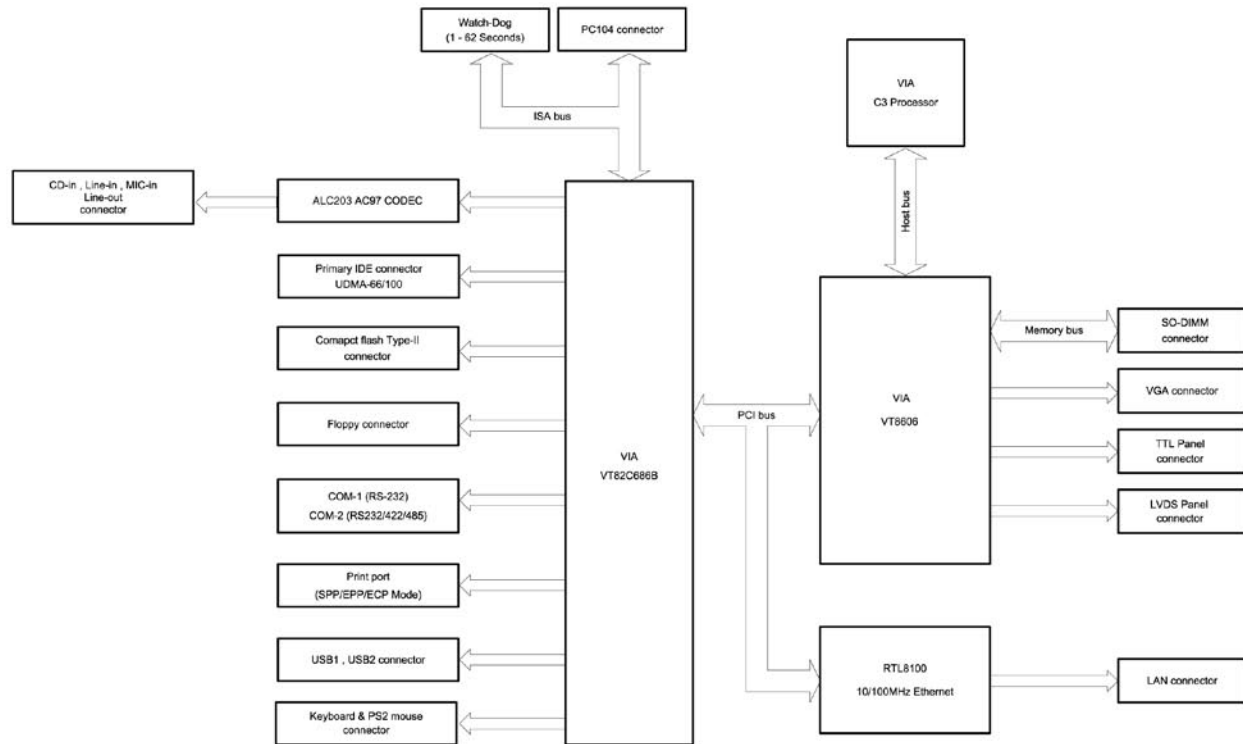 Watch-Dog
(1 - 62 Seconds)
PC104 connector
ISA bus
VIA
C3 Processor
Host bus
CD-in , Line-in , MIC-in
Line-out
connector
ALC203 AC97 CODEC
Primary IDE connector
UDMA-66/100
Comapct flash Type-II
connector
Floppy connector
COM-1 (RS-232)
COM-2 (RS232/422/485)
Print port
(SPP/EPP/ECP Mode)
USB1 , USB2 connector
Keyboard & PS2 mouse
connector
VIA
VT82C686B
PCI bus
VIA
VT8606
Memory bus
SO-DIMM
connector
VGA connector
TTL Panel
connector
LVDS Panel
connector
RTL8100
10/100MHz Ethernet
LAN connector